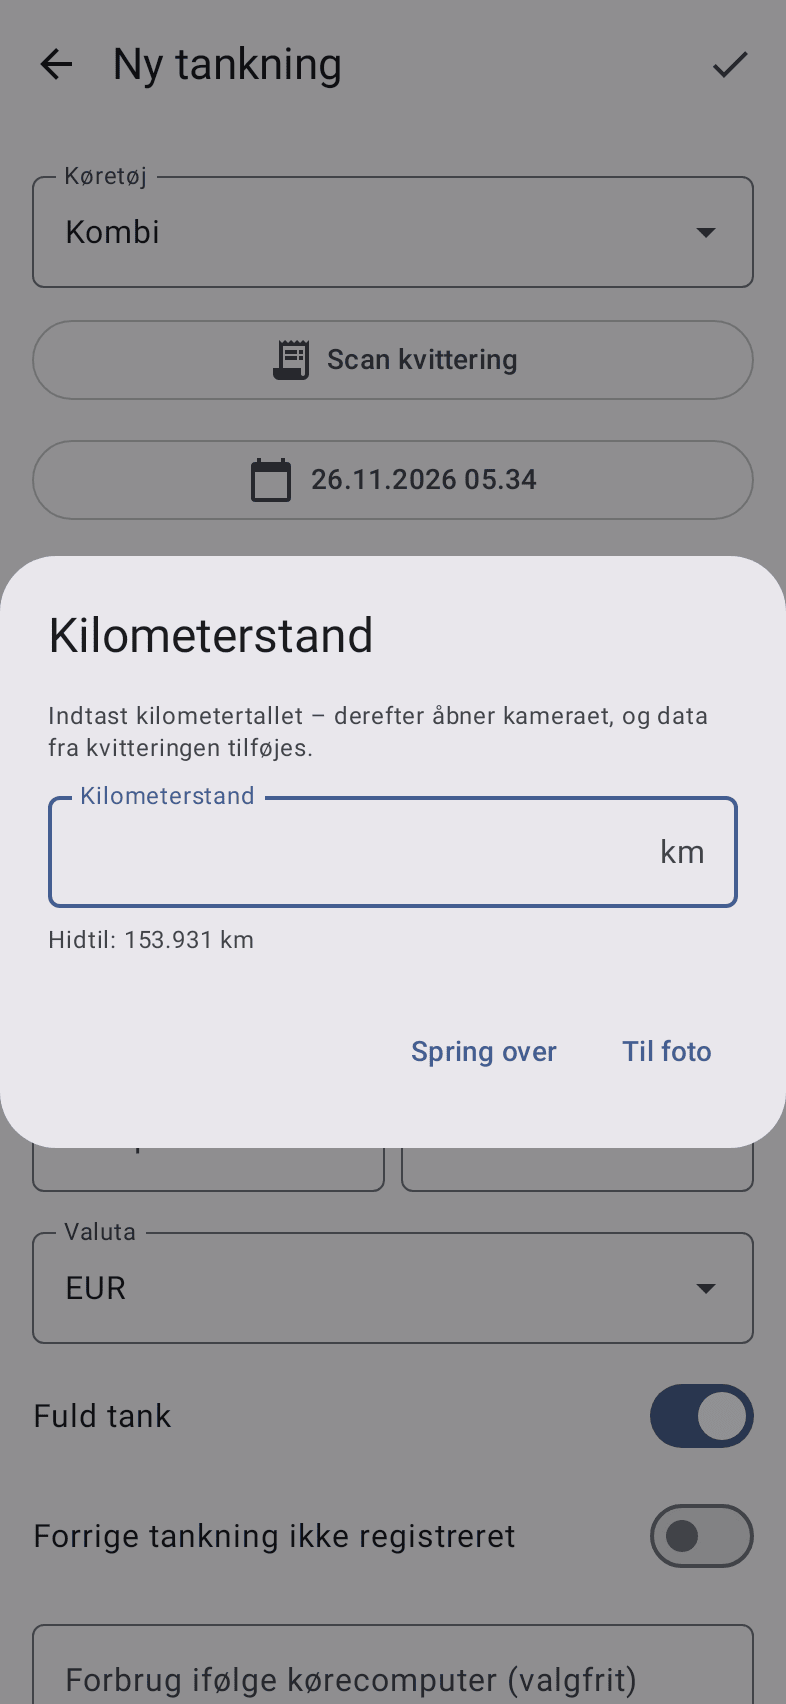 Ny tankning
Køretøj
Kombi
Scan kvittering
26.11.2026 05.34
Kilometerstand
Indtast kilometertallet – derefter åbner kameraet, og data
fra kvitteringen tilføjes.
Kilometerstand
km
Hidtil: 153.931 km
Spring over
Til foto
Valuta
EUR
Fuld tank
Forrige tankning ikke registreret
Forbrug ifølge kørecomputer (valgfrit)